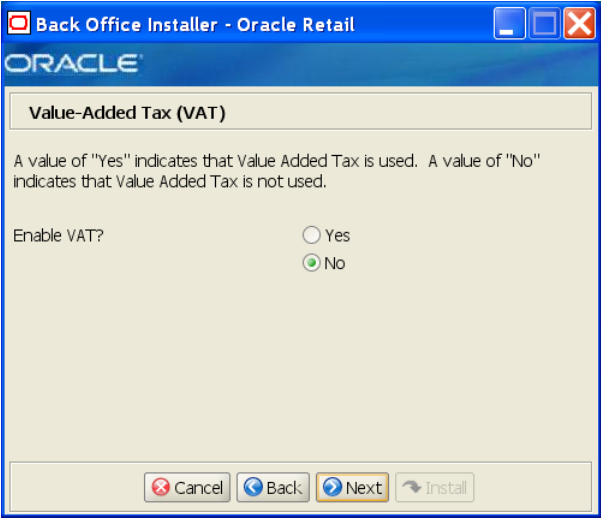 Back Office Installer - Oracle Retail
ORACLE
Value-Added Tax (VAT)
A value of "Yes" indicates that Value Added Tax is used.  A value of "No"
indicates that Value Added Tax is not used.
Enable VAT? Yes
No
Cancel Back Next Install